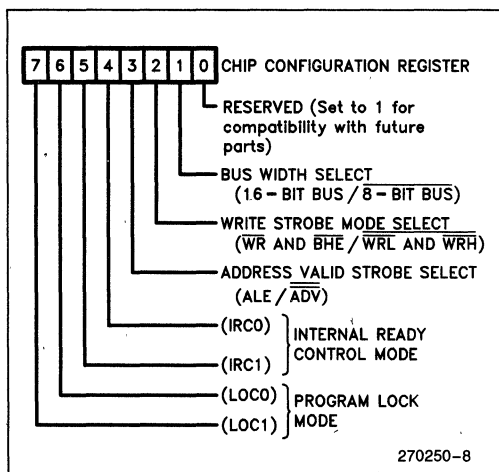 7 6 5 4 3 2 1 0 CHIP CONFIGURATION REGISTER
RESERVED (Set to 1 for
compatibility with future
parts)
BUS WIDTH SELECT
(16-BIT BUS / 8-BIT BUS)
WRITE STROBE MODE SELECT
(WR AND BHE / WRL AND WRH)
ADDRESS VALID STROBE SELECT
(ALE / ADV)
(IRC0) INTERNAL READY
(IRC1) CONTROL MODE
(LOC0) PROGRAM LOCK
(LOC1) MODE
270250-8